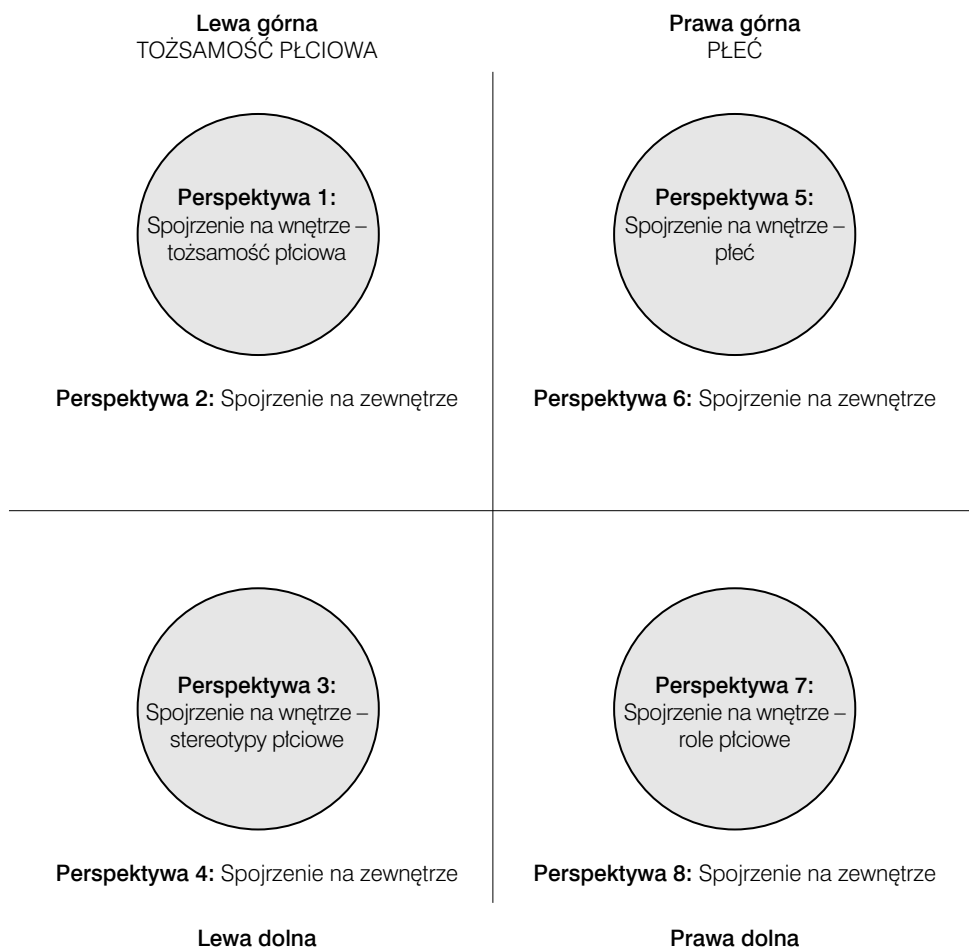 Lewa górna
TOŻSAMOŚĆ PŁCIOWA
Prawa górna
PŁEĆ
Perspektywa 1:
Spojrzenie na wnętrze –
tożsamość płciowa
Perspektywa 5:
Spojrzenie na wnętrze –
płeć
Perspektywa 2: Spojrzenie na zewnętrze
Perspektywa 6: Spojrzenie na zewnętrze
Perspektywa 3:
Spojrzenie na wnętrze –
stereotypy płciowe
Perspektywa 7:
Spojrzenie na wnętrze –
role płciowe
Perspektywa 4: Spojrzenie na zewnętrze
Perspektywa 8: Spojrzenie na zewnętrze
Lewa dolna
Prawa dolna